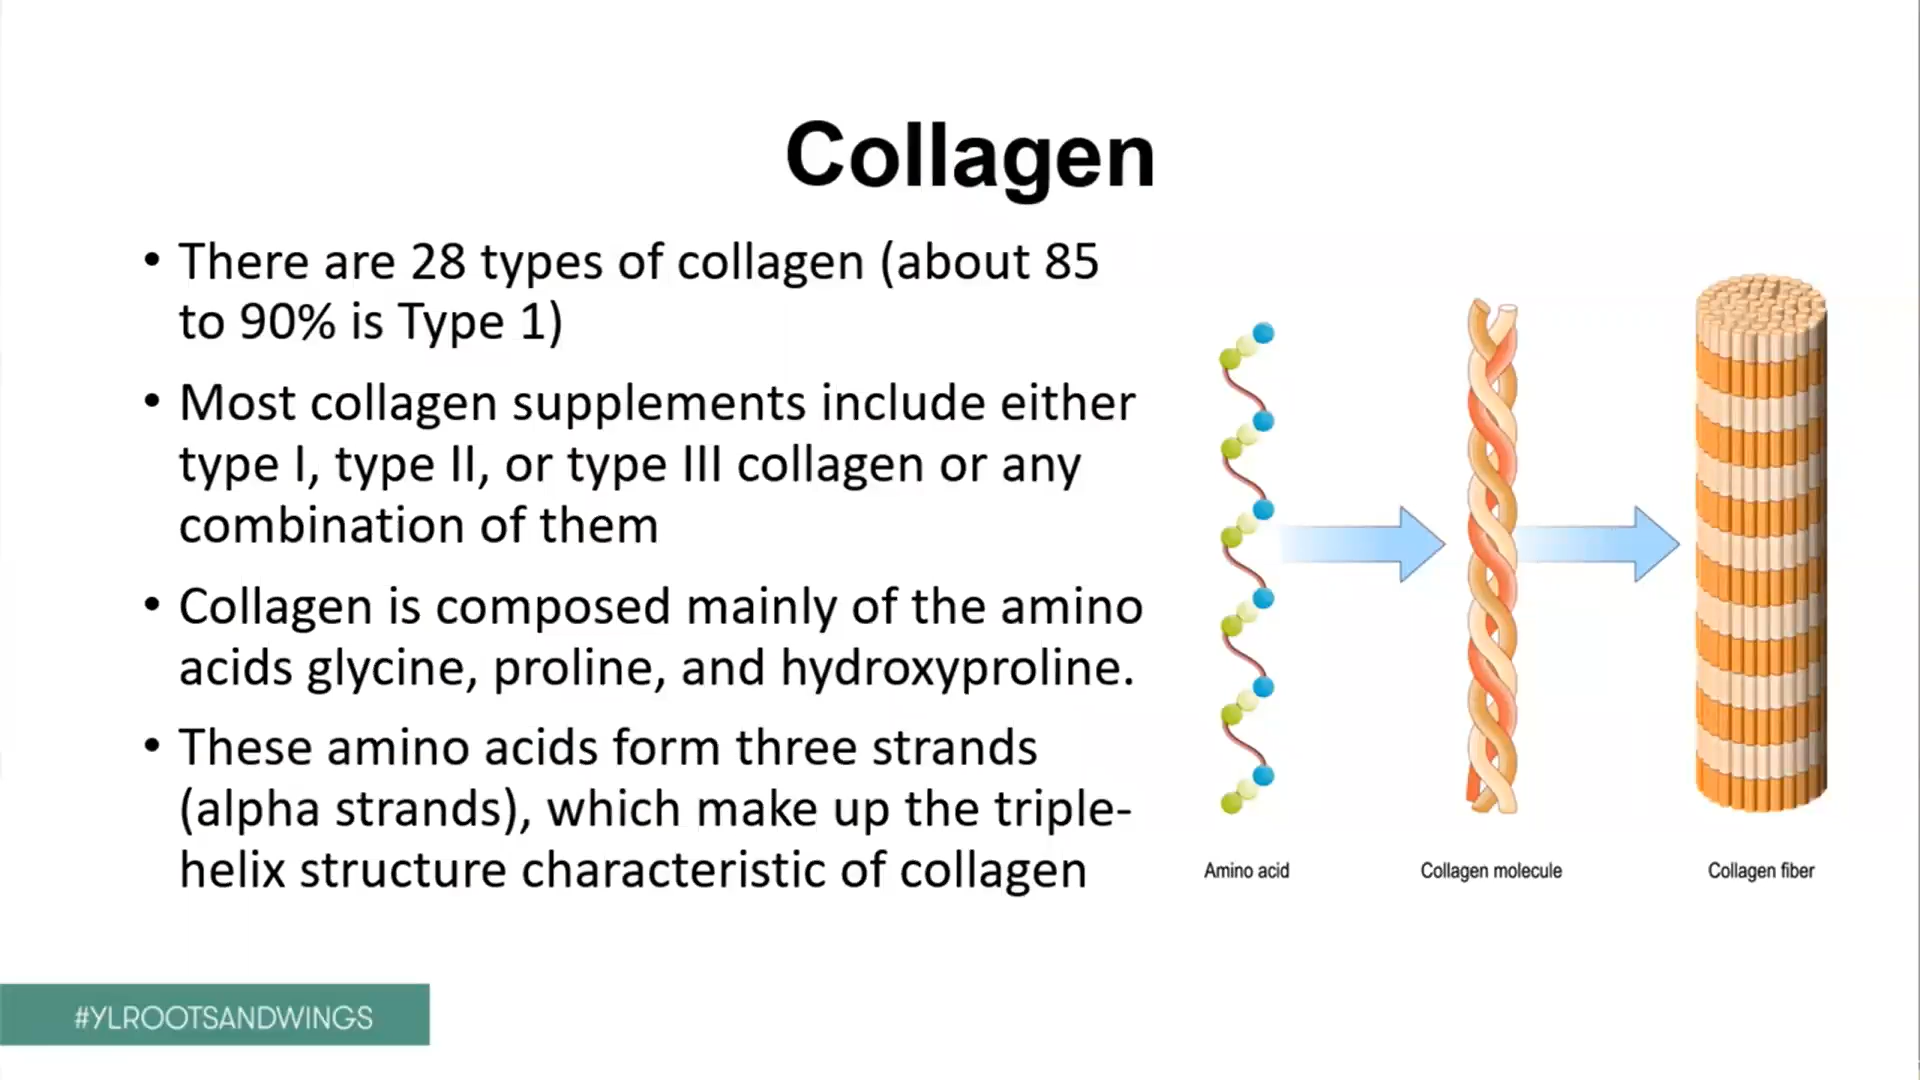 Collagen
• There are 28 types of collagen (about 85
to 90% is Type 1)
• Most collagen supplements include either
type I, type II, or type III collagen or any
combination of them
• Collagen is composed mainly of the amino
acids glycine, proline, and hydroxyproline.
• These amino acids form three strands
(alpha strands), which make up the triple-
helix structure characteristic of collagen
Amino acid
Collagen molecule
Collagen fiber
#YLROOTSANDWINGS